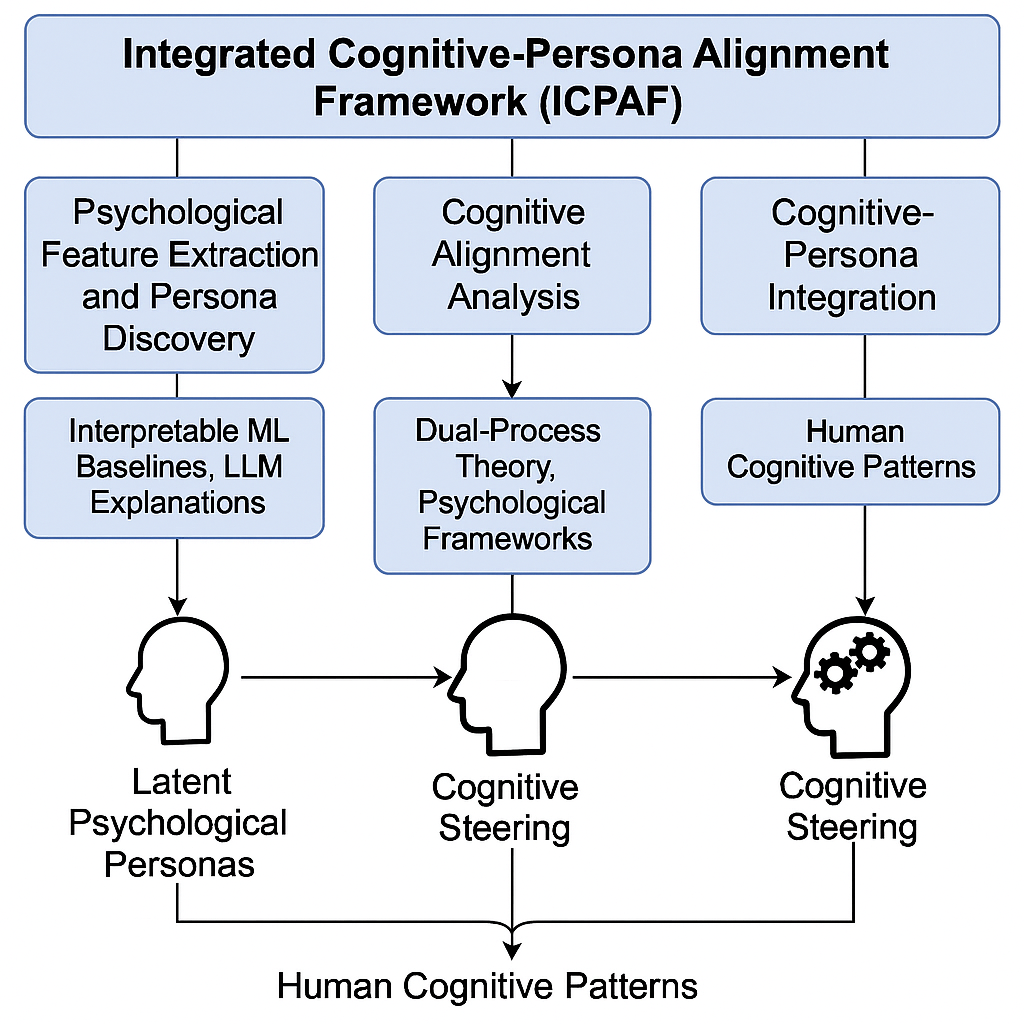 Integrated Cognitive-Persona Alignment
Framework (ICPAF)
Psychological
Feature Extraction
and Persona
Discovery
Cognitive
Alignment
Analysis
Cognitive-
Persona
Integration
Interpretable ML
Baselines, LLM
Explanations
Dual-Process
Theory,
Psychological
Frameworks
Human
Cognitive Patterns
Latent
Psychological
Personas
Cognitive
Steering
Cognitive
Steering
Human Cognitive Patterns